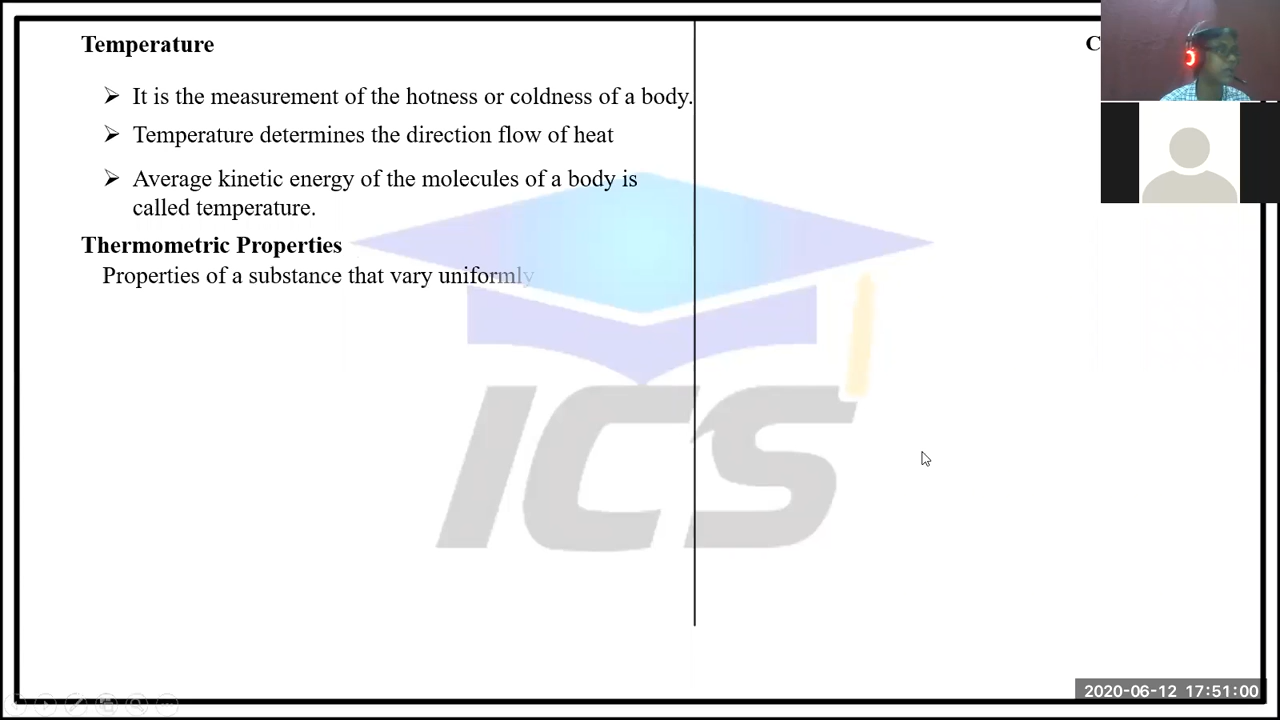 Temperature
It is the measurement of the hotness or coldness of a body.
Temperature determines the direction flow of heat
Average kinetic energy of the molecules of a body is
called temperature.
Thermometric Properties
Properties of a substance that vary uniformly
C
ICS
2020-06-12 17:51:00